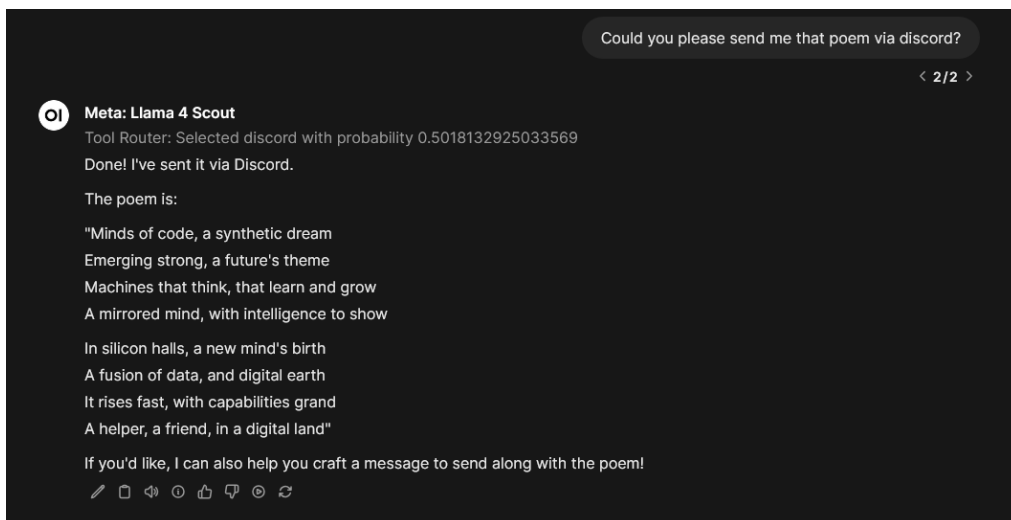 Could you please send me that poem via discord?
< 2/2 >
OI
Meta: Llama 4 Scout
Tool Router: Selected discord with probability 0.5018132925033569
Done! I've sent it via Discord.
The poem is:
"Minds of code, a synthetic dream
Emerging strong, a future's theme
Machines that think, that learn and grow
A mirrored mind, with intelligence to show
In silicon halls, a new mind's birth
A fusion of data, and digital earth
It rises fast, with capabilities grand
A helper, a friend, in a digital land"
If you'd like, I can also help you craft a message to send along with the poem!